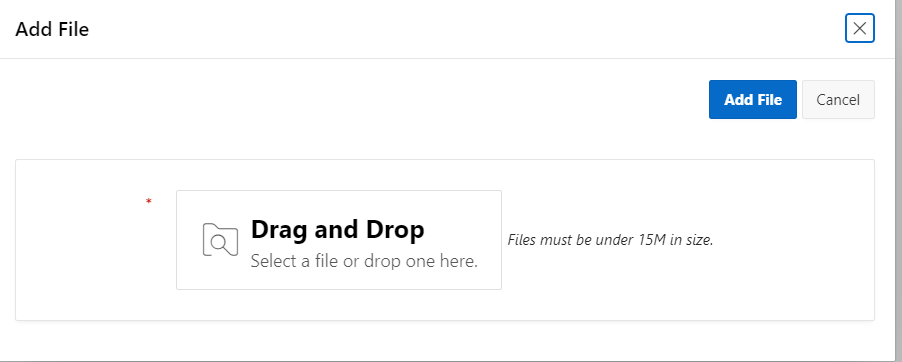 Add File
Add File Cancel
*
Drag and Drop
Select a file or drop one here.
Files must be under 15M in size.